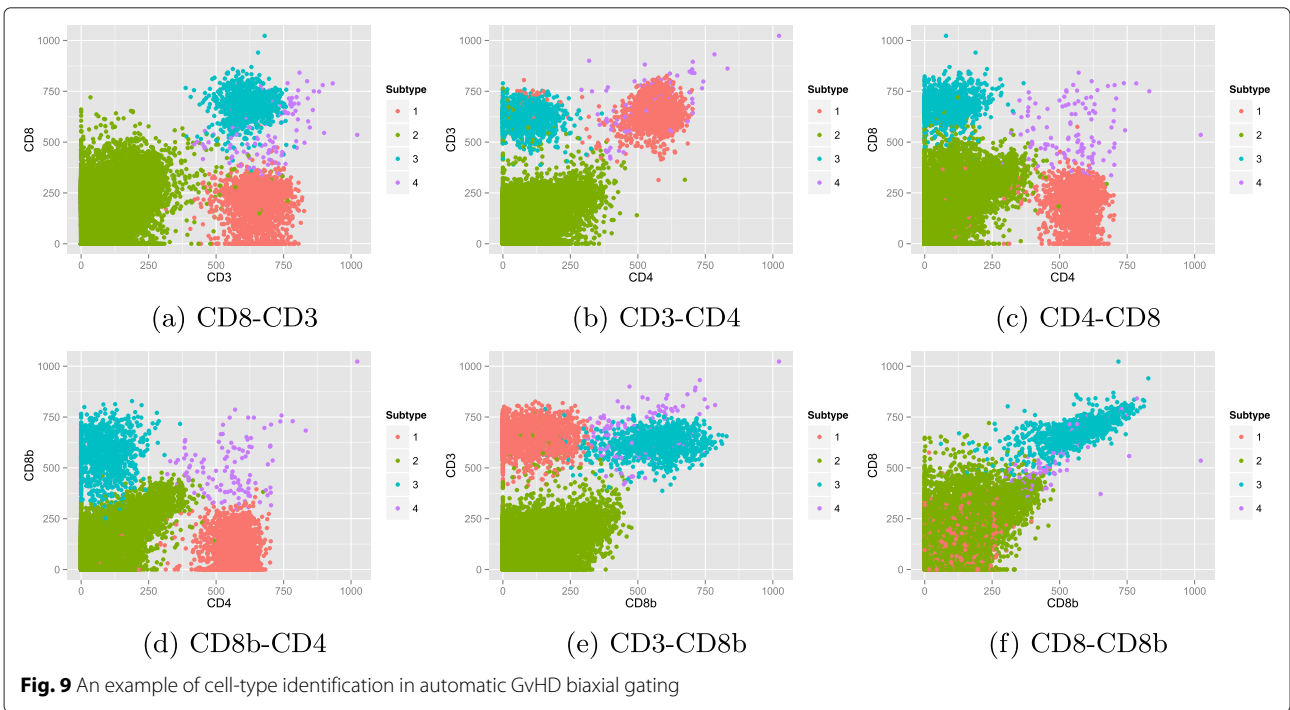 1000
750
500
250
0
CD8
0 250 500 750 1000
CD3
Subtype
1
2
3
4
(a) CD8-CD3
1000
750
500
250
0
CD3
0 250 500 750 1000
CD4
Subtype
1
2
3
4
(b) CD3-CD4
1000
750
500
250
0
CD8
0 250 500 750 1000
CD4
Subtype
1
2
3
4
(c) CD4-CD8
1000
750
500
250
0
CD8b
0 250 500 750 1000
CD4
Subtype
1
2
3
4
(d) CD8b-CD4
1000
750
500
250
0
CD3
0 250 500 750 1000
CD8b
Subtype
1
2
3
4
(e) CD3-CD8b
1000
750
500
250
0
CD8
0 250 500 750 1000
CD8b
Subtype
1
2
3
4
(f) CD8-CD8b
Fig. 9 An example of cell-type identification in automatic GvHD biaxial gating